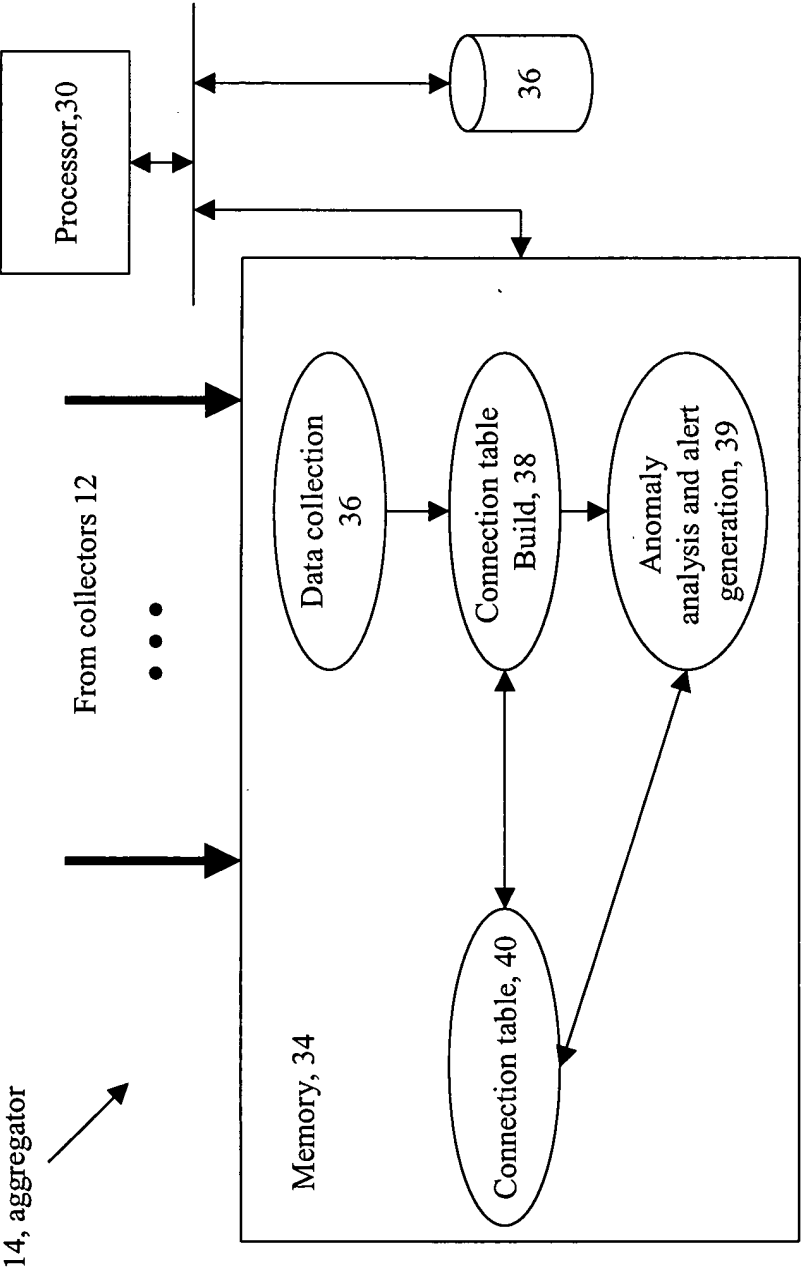 14, aggregator
From collectors 12
Processor,30
36
Memory, 34
Data collection
36
Connection table, 40
Connection table
Build, 38
Anomaly
analysis and alert
generation, 39